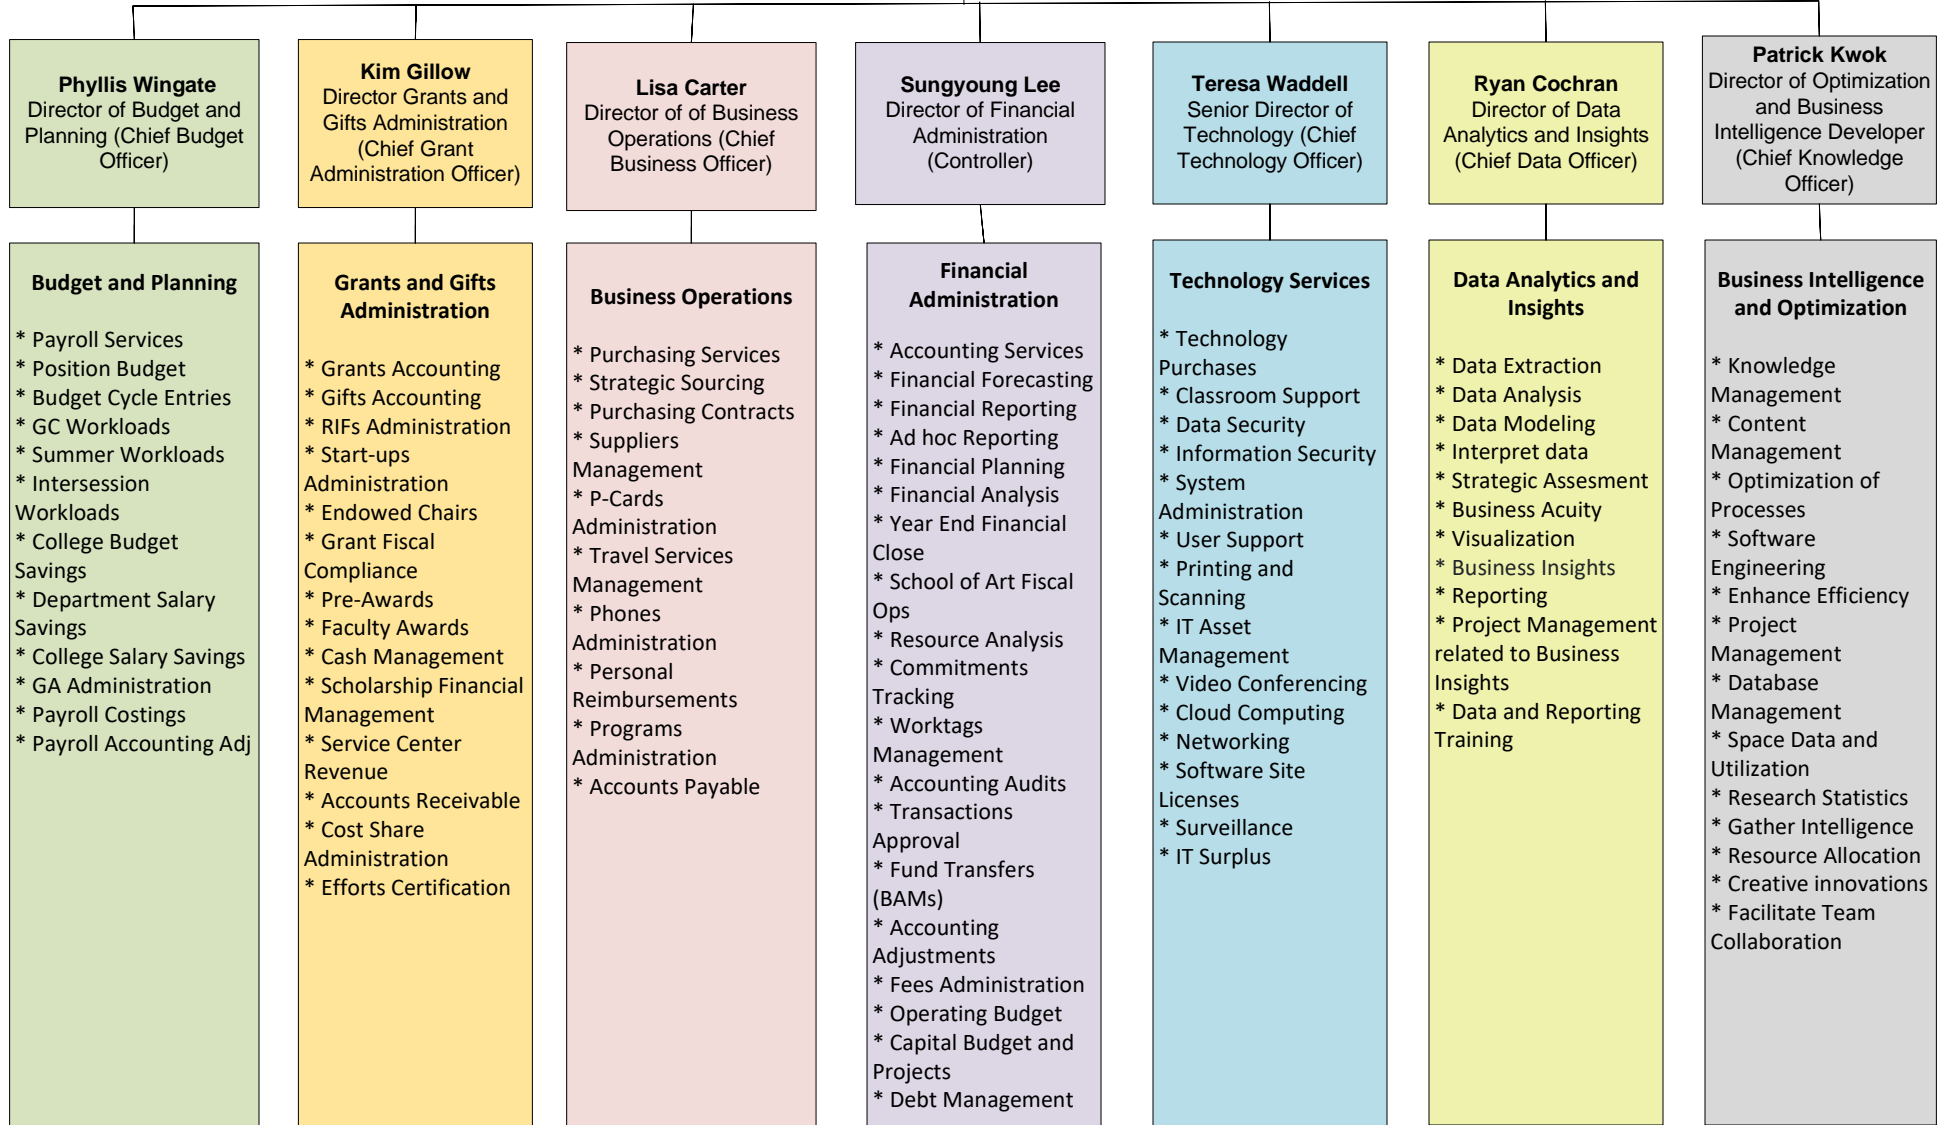 Phyllis Wingate
Director of Budget and
Planning (Chief Budget
Officer)
Kim Gillow
Director Grants and
Gifts Administration
(Chief Grant
Administration Officer)
Lisa Carter
Director of of Business
Operations (Chief
Business Officer)
Sungyoung Lee
Director of Financial
Administration
(Controller)
Teresa Waddell
Senior Director of
Technology (Chief
Technology Officer)
Ryan Cochran
Director of Data
Analytics and Insights
(Chief Data Officer)
Patrick Kwok
Director of Optimization
and Business
Intelligence Developer
(Chief Knowledge
Officer)
Budget and Planning
* Payroll Services
* Position Budget
* Budget Cycle Entries
* GC Workloads
* Summer Workloads
* Intersession
Workloads
* College Budget
Savings
* Department Salary
Savings
* College Salary Savings
* GA Administration
* Payroll Costings
* Payroll Accounting Adj
Grants and Gifts
Administration
* Grants Accounting
* Gifts Accounting
* RIFs Administration
* Start-ups
Administration
* Endowed Chairs
* Grant Fiscal
Compliance
* Pre-Awards
* Faculty Awards
* Cash Management
* Scholarship Financial
Management
* Service Center
Revenue
* Accounts Receivable
* Cost Share
Administration
* Efforts Certification
Business Operations
* Purchasing Services
* Strategic Sourcing
* Purchasing Contracts
* Suppliers
Management
* P-Cards
Administration
* Travel Services
Management
* Phones
Administration
* Personal
Reimbursements
* Programs
Administration
* Accounts Payable
Financial
Administration
* Accounting Services
* Financial Forecasting
* Financial Reporting
* Ad hoc Reporting
* Financial Planning
* Financial Analysis
* Year End Financial
Close
* School of Art Fiscal
Ops
* Resource Analysis
* Commitments
Tracking
* Worktags
Management
* Accounting Audits
* Transactions
Approval
* Fund Transfers
(BAMs)
* Accounting
Adjustments
* Fees Administration
* Operating Budget
* Capital Budget and
Projects
* Debt Management
Technology Services
* Technology
Purchases
* Classroom Support
* Data Security
* Information Security
* System
Administration
* User Support
* Printing and
Scanning
* IT Asset
Management
* Video Conferencing
* Cloud Computing
* Networking
* Software Site
Licenses
* Surveillance
* IT Surplus
Data Analytics and
Insights
* Data Extraction
* Data Analysis
* Data Modeling
* Interpret data
* Strategic Assesment
* Business Acuity
* Visualization
* Business Insights
* Reporting
* Project Management
related to Business
Insights
* Data and Reporting
Training
Business Intelligence
and Optimization
* Knowledge
Management
* Content
Management
* Optimization of
Processes
* Software
Engineering
* Enhance Efficiency
* Project
Management
* Database
Management
* Space Data and
Utilization
* Research Statistics
* Gather Intelligence
* Resource Allocation
* Creative innovations
* Facilitate Team
Collaboration